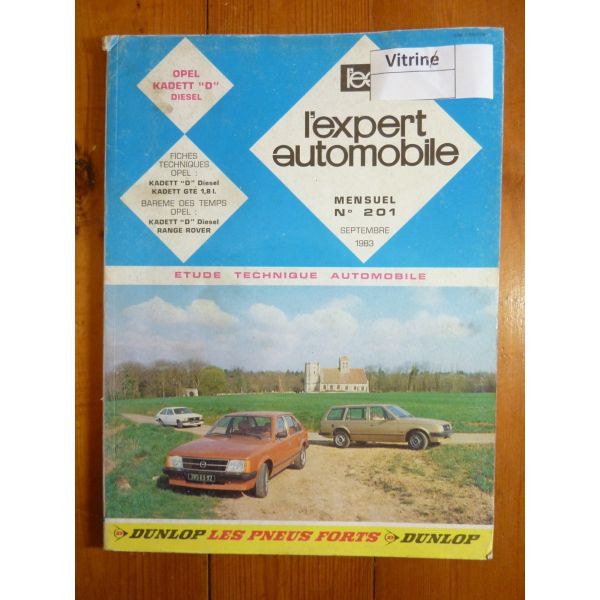 OPEL
KADETT "D"
DIESEL
Vitrine
l'ex
l'expert
automobile
FICHES
TECHNIQUES
OPEL :
KADETT "D" Diesel
KADETT GTE 1,8 l.
BAREME DES TEMPS
OPEL :
KADETT "D" Diesel
RANGE ROVER
MENSUEL
N° 201
SEPTEMBRE
1983
ETUDE TECHNIQUE AUTOMOBILE
DUNLOP LES PNEUS FORTS DUNLOP